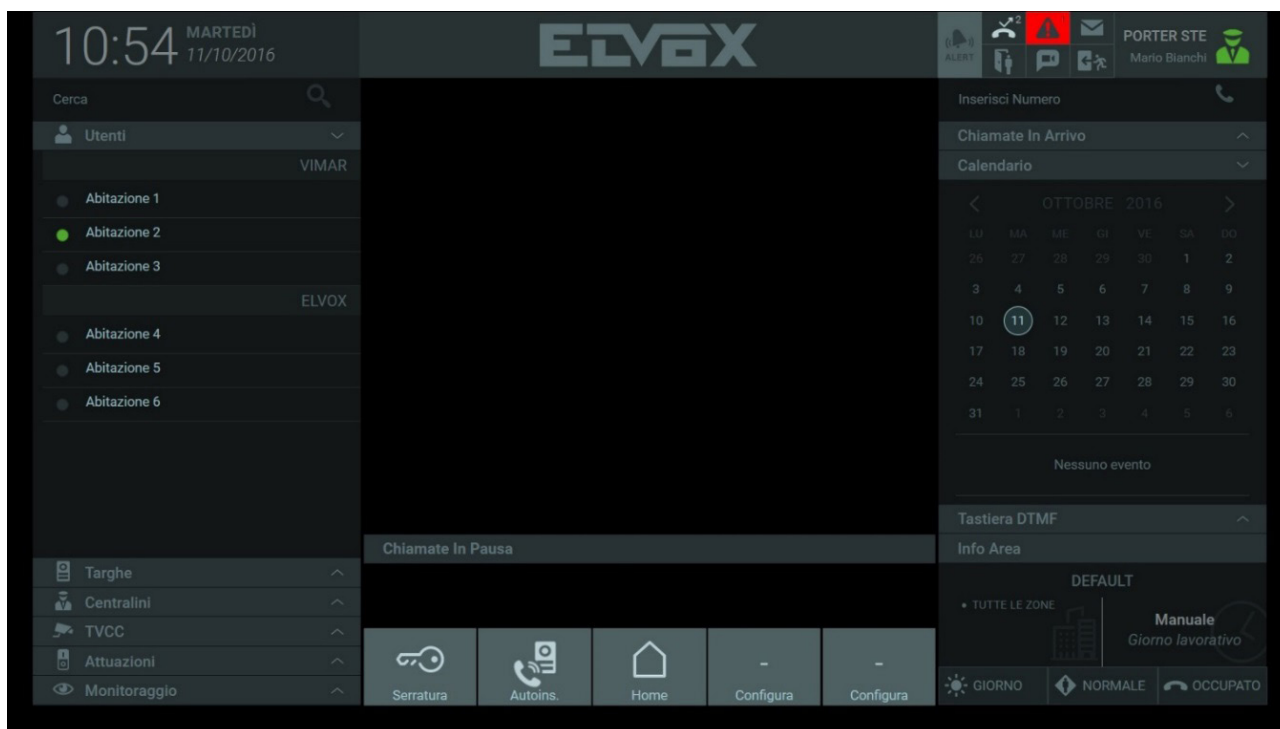 10:54 MARTEDÌ
11/10/2016
ELVOX
ALERT
2
PORTER STE
Mario Bianchi
Cerca
Utenti
VIMAR
Abitazione 1
Abitazione 2
Abitazione 3
ELVOX
Abitazione 4
Abitazione 5
Abitazione 6
Targhe
Centralini
TVCC
Attuazioni
Monitoraggio
Chiamate In Pausa
Serratura
Autoins.
Home
-
Configura
-
Configura
Inserisci Numero
Chiamate In Arrivo
Calendario
OTTOBRE 2016
LU MA ME GI VE SA DO
26 27 28 29 30 1 2
3 4 5 6 7 8 9
10 11 12 13 14 15 16
17 18 19 20 21 22 23
24 25 26 27 28 29 30
31 1 2 3 4 5 6
Nessuno evento
Tastiera DTMF
Info Area
DEFAULT
• TUTTE LE ZONE
Manuale
Giorno lavorativo
GIORNO
NORMALE
OCCUPATO